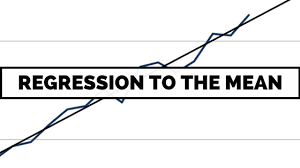 REGRESSION TO THE MEAN